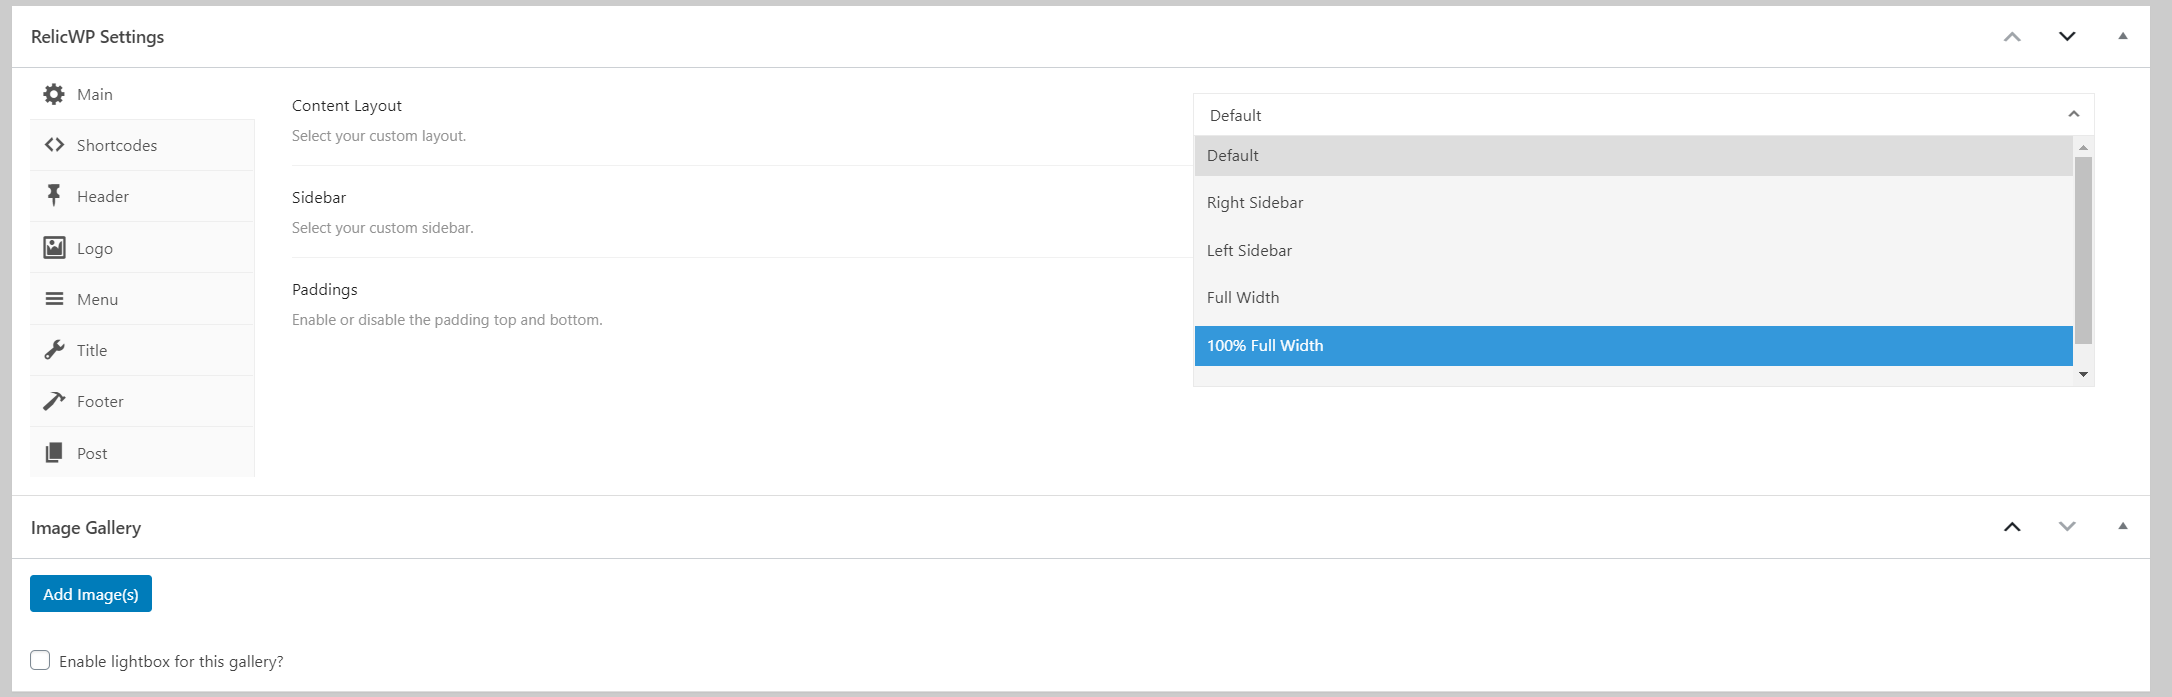 RelicWP Settings
Main
Shortcodes
Header
Logo
Menu
Title
Footer
Post
Content Layout
Select your custom layout.
Sidebar
Select your custom sidebar.
Paddings
Enable or disable the padding top and bottom.
Default
Default
Right Sidebar
Left Sidebar
Full Width
100% Full Width
Image Gallery
Add Image(s)
Enable lightbox for this gallery?